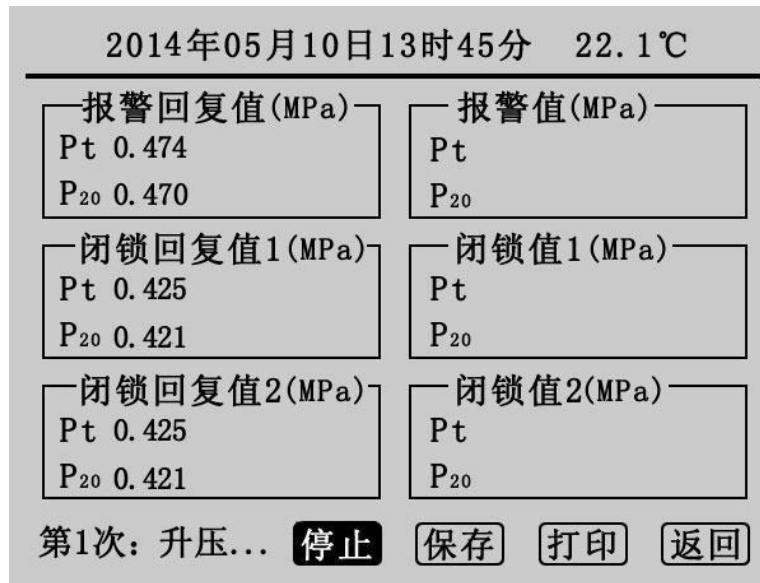 2014年05月10日13时45分 22.1℃
报警回复值(MPa) 报警值(MPa)
Pt 0.474 Pt
P₂₀ 0.470 P₂₀
闭锁回复值1(MPa) 闭锁值1(MPa)
Pt 0.425 Pt
P₂₀ 0.421 P₂₀
闭锁回复值2(MPa) 闭锁值2(MPa)
Pt 0.425 Pt
P₂₀ 0.421 P₂₀
第1次：升压... 停止 保存 打印 返回